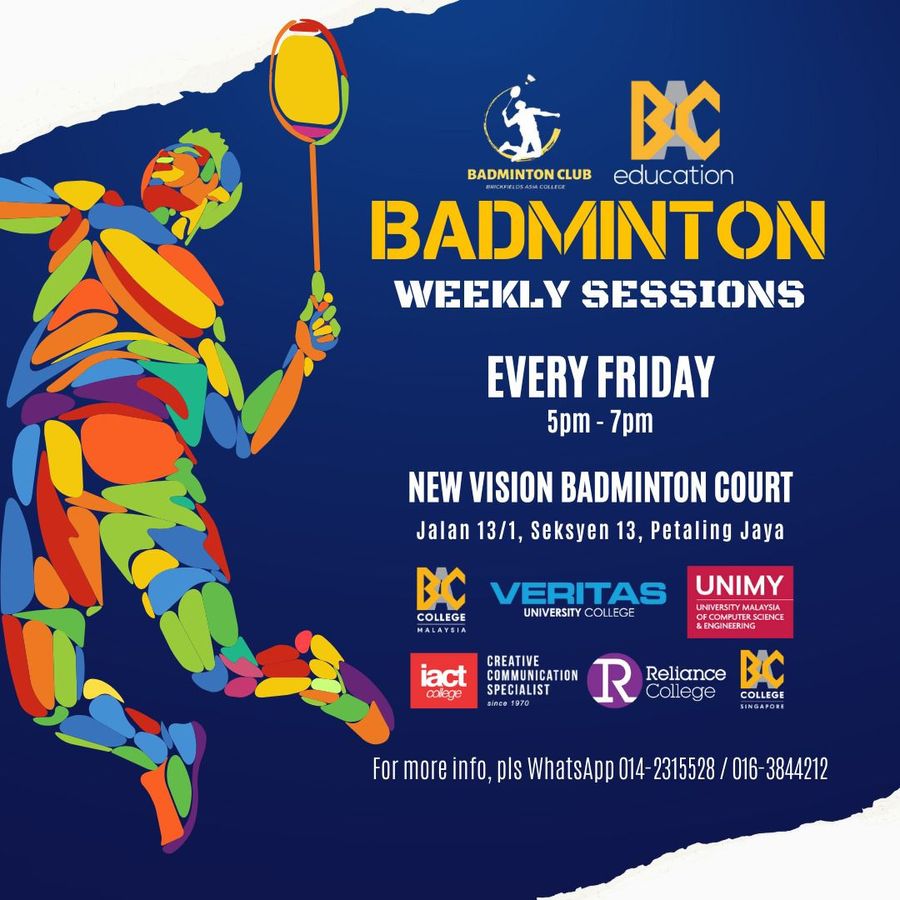 BADMINTON CLUB
BRICKFIELDS ASIA COLLEGE
BAC
education
BADMINTON
WEEKLY SESSIONS
EVERY FRIDAY
5pm - 7pm
NEW VISION BADMINTON COURT
Jalan 13/1, Seksyen 13, Petaling Jaya
BAC
COLLEGE
MALAYSIA
VERITAS
UNIVERSITY COLLEGE
UNIMY
UNIVERSITY MALAYSIA
OF COMPUTER SCIENCE
& ENGINEERING
iact
college
CREATIVE
COMMUNICATION
SPECIALIST
since 1970
R
Reliance
College
BAC
COLLEGE
SINGAPORE
For more info, pls WhatsApp 014-2315528 / 016-3844212